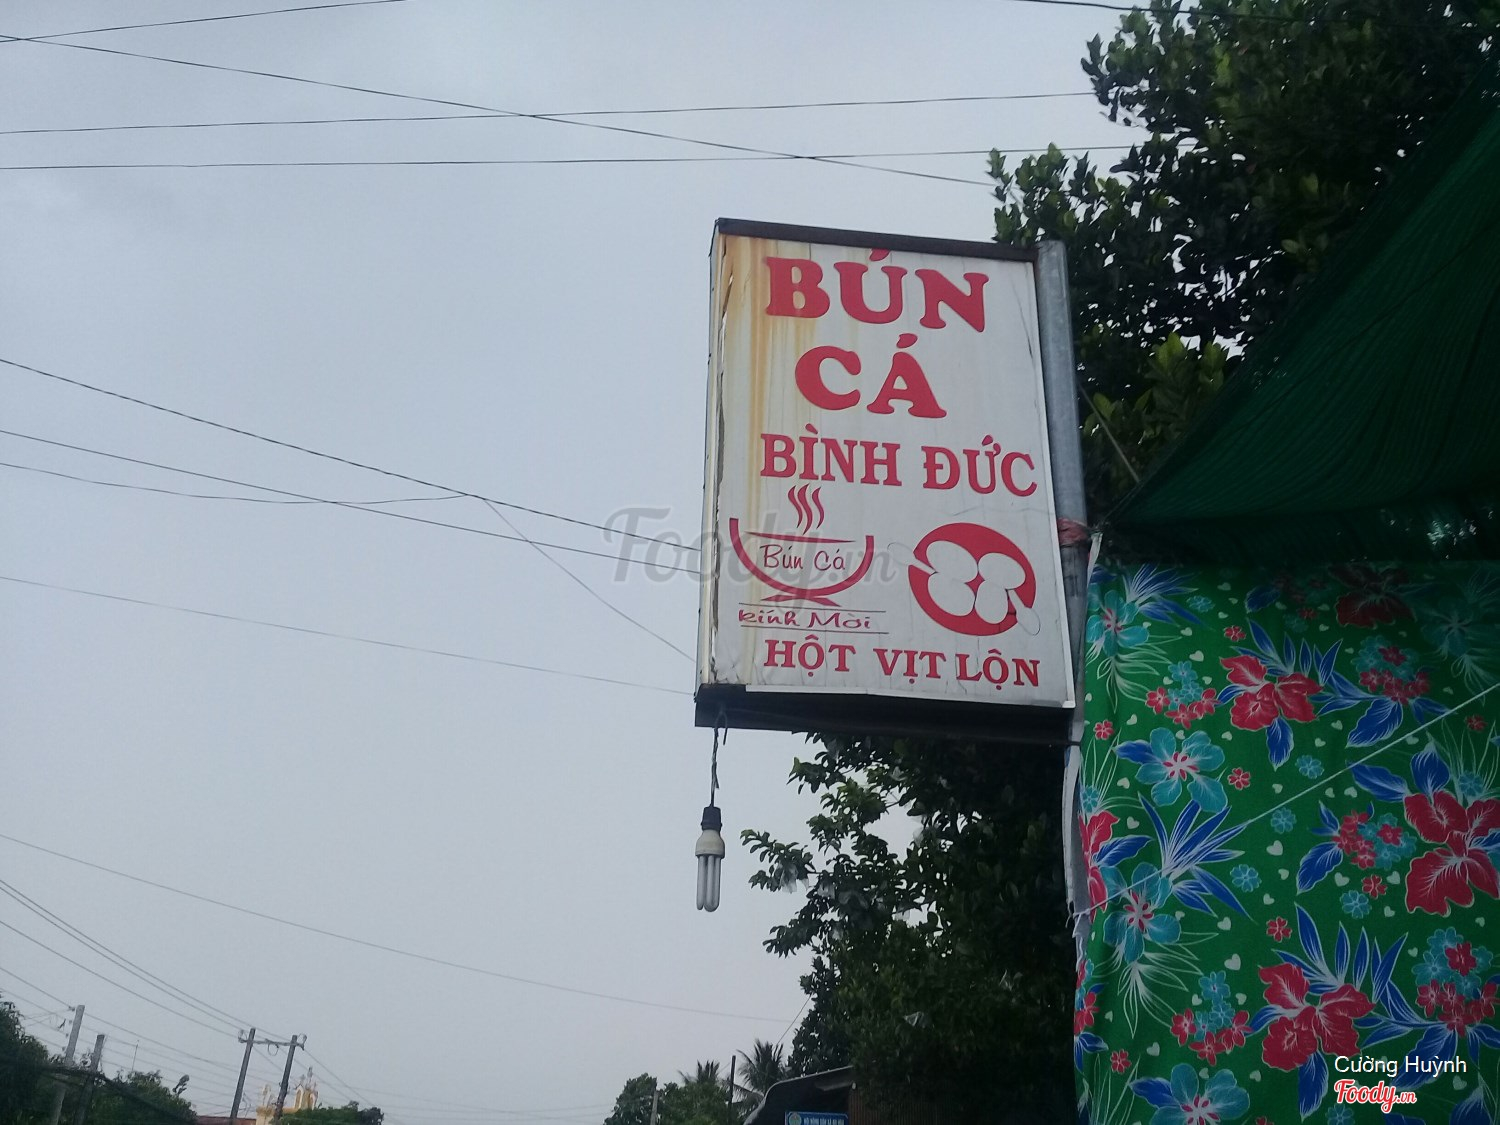 BÚN
CÁ
BÌNH ĐỨC
Bún Cá
kính Mời
HỘT VỊT LỘN
Foody.vn
Cường Huỳnh
Foody.vn